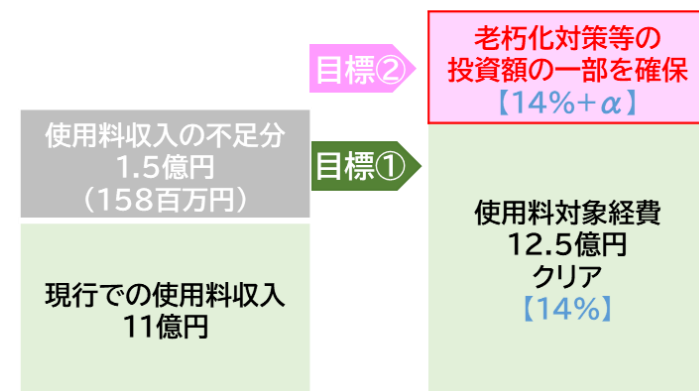 使用料収入の不足分
1.5億円
（158百万円）
現行での使用料収入
11億円
目標②
目標①
老朽化対策等の
投資額の一部を確保
【14%+α】
使用料対象経費
12.5億円
クリア
【14%】